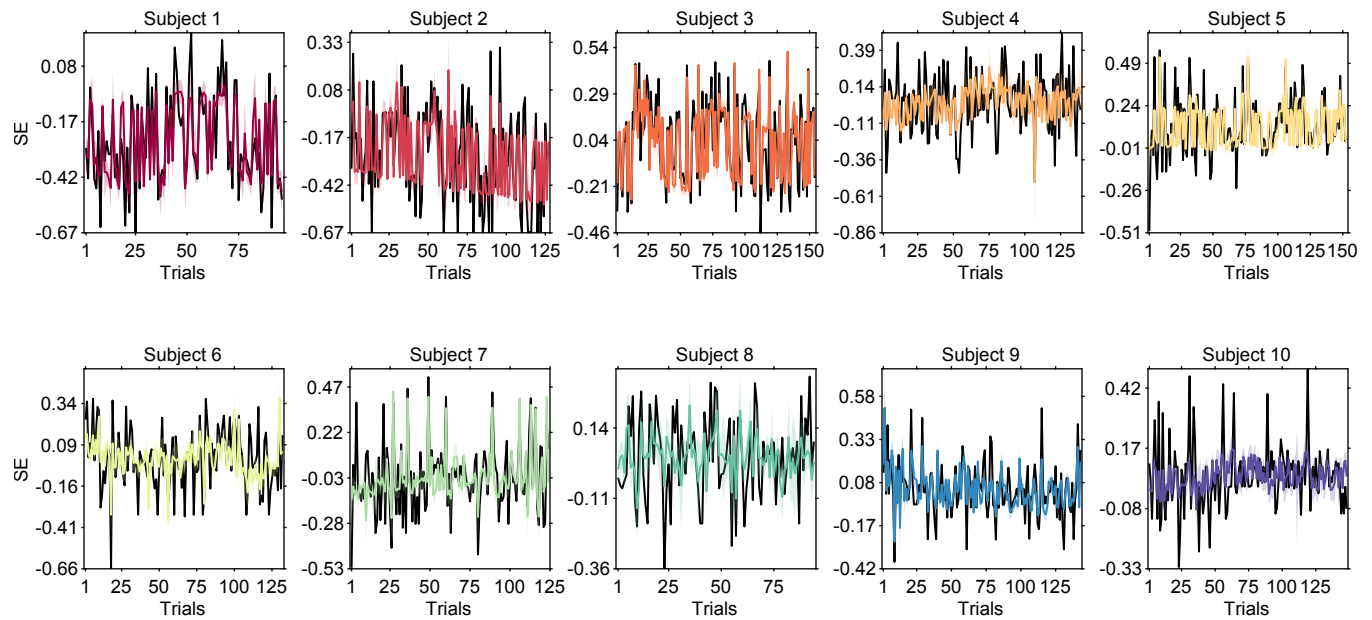 Subject 1
0.08
-0.17
-0.42
-0.67
SE
1 25 50 75
Trials
Subject 2
0.33
0.08
-0.17
-0.42
-0.67
1 25 50 75 100 125
Trials
Subject 3
0.54
0.29
0.04
-0.21
-0.46
1 25 50 75 100 125 150
Trials
Subject 4
0.39
0.14
-0.11
-0.36
-0.61
-0.86
1 25 50 75 100 125
Trials
Subject 5
0.49
0.24
-0.01
-0.26
-0.51
1 25 50 75 100 125 150
Trials
Subject 6
0.34
0.09
-0.16
-0.41
-0.66
SE
1 25 50 75 100 125
Trials
Subject 7
0.47
0.22
-0.03
-0.28
-0.53
1 25 50 75 100 125
Trials
Subject 8
0.14
-0.11
-0.36
1 25 50 75
Trials
Subject 9
0.58
0.33
0.08
-0.17
-0.42
1 25 50 75 100 125
Trials
Subject 10
0.42
0.17
-0.08
-0.33
1 25 50 75 100 125
Trials